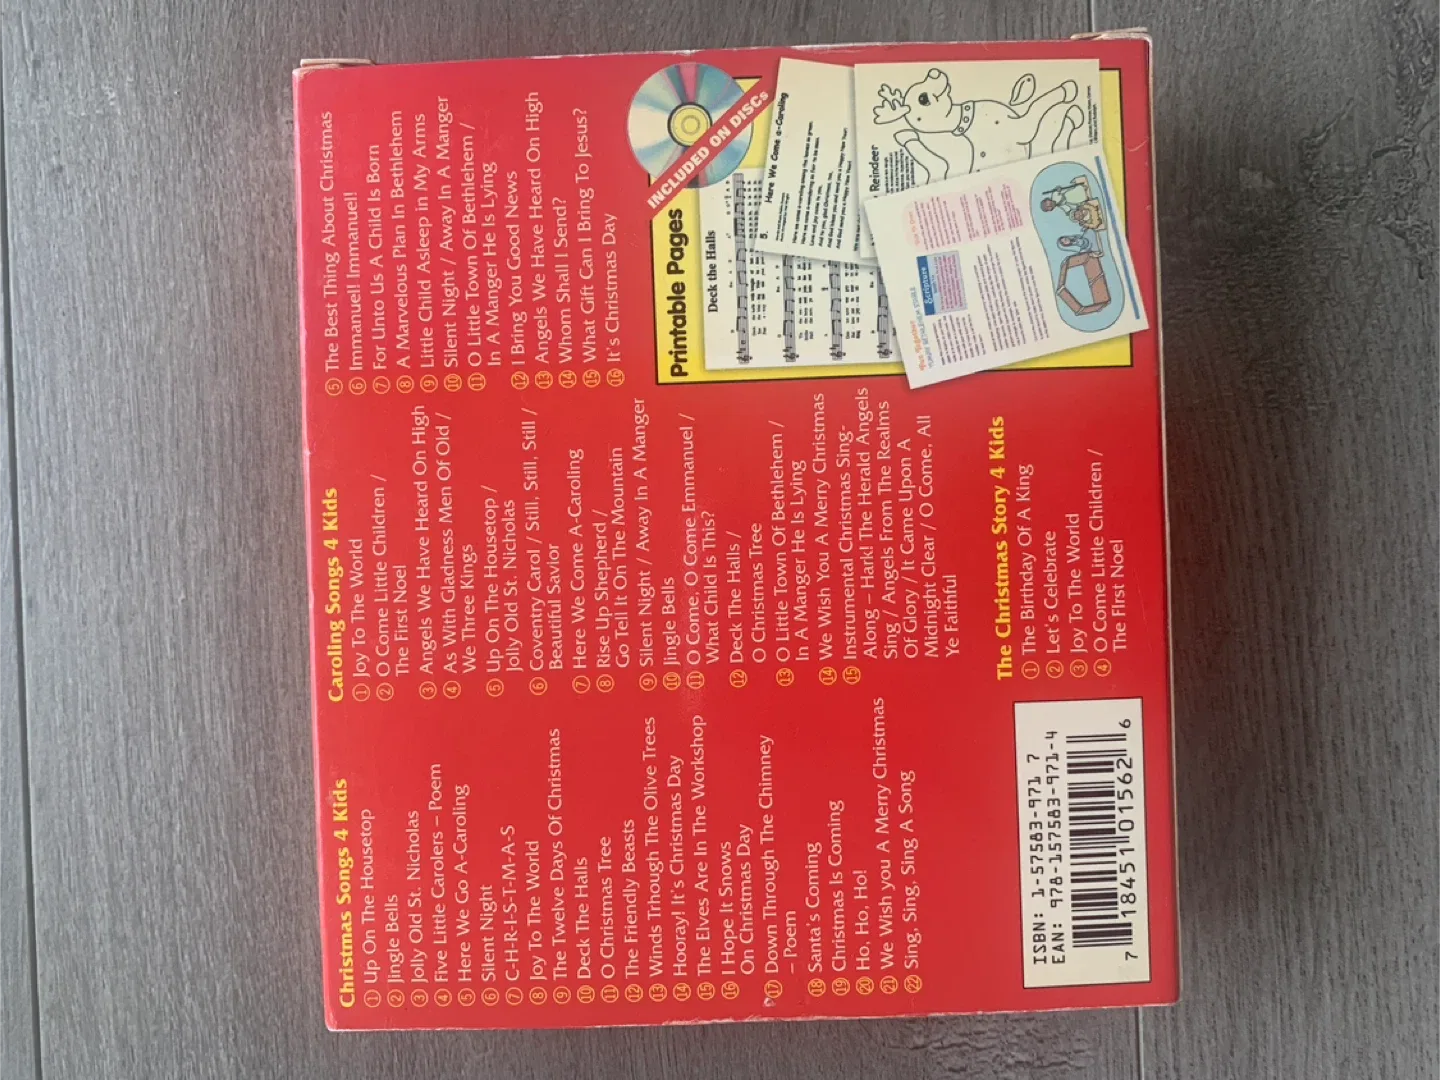 Christmas Songs 4 Kids
① Up On The Housetop
② Jingle Bells
③ Jolly Old St. Nicholas
④ Five Little Carolers – Poem
⑤ Here We Go A-Caroling
⑥ Silent Night
⑦ C-H-R-I-S-T-M-A-S
⑧ Joy To The World
⑨ The Twelve Days Of Christmas
⑩ Deck The Halls
⑪ O Christmas Tree
⑫ The Friendly Beasts
⑬ Winds Through The Olive Trees
⑭ Hooray! It's Christmas Day
⑮ The Elves Are In The Workshop
⑯ I Hope It Snows
On Christmas Day
⑰ Down Through The Chimney
– Poem
⑱ Santa's Coming
⑲ Christmas Is Coming
⑳ Ho, Ho, Ho!
㉑ We Wish you A Merry Christmas
㉒ Sing, Sing, Sing A Song
ISBN: 1-57583-971 7
EAN: 978-157583-971-4
7 18451 01562 6
Caroling Songs 4 Kids
① Joy To The World
② O Come Little Children /
The First Noel
③ Angels We Have Heard On High
④ As With Gladness Men Of Old /
We Three Kings
⑤ Up On The Housetop /
Jolly Old St. Nicholas
⑥ Coventry Carol / Still, Still, Still /
Beautiful Savior
⑦ Here We Come A-Caroling
⑧ Rise Up Shepherd /
Go Tell It On The Mountain
⑨ Silent Night / Away In A Manger
⑩ Jingle Bells
⑪ O Come, O Come Emmanuel /
What Child Is This?
⑫ Deck The Halls /
O Christmas Tree
⑬ O Little Town Of Bethlehem /
In A Manger He Is Lying
⑭ We Wish You A Merry Christmas
⑮ Instrumental Christmas Sing-
Along – Hark! The Herald Angels
Sing / Angels From The Realms
Of Glory / It Came Upon A
Midnight Clear / O Come, All
Ye Faithful
The Christmas Story 4 Kids
① The Birthday Of A King
② Let's Celebrate
③ Joy To The World
④ O Come Little Children /
The First Noel
⑤ The Best Thing About Christmas
⑥ Immanuel! Immanuel!
⑦ For Unto Us A Child Is Born
⑧ A Marvelous Plan In Bethlehem
⑨ Little Child Asleep in My Arms
⑩ Silent Night / Away In A Manger
⑪ O Little Town Of Bethlehem /
In A Manger He Is Lying
⑫ I Bring You Good News
⑬ Angels We Have Heard On High
⑭ Whom Shall I Send?
⑮ What Gift Can I Bring To Jesus?
⑯ It's Christmas Day
Printable Pages
INCLUDED ON DISCs
Deck the Halls
5. Here We Come a-Caroling
Reindeer
Scripture